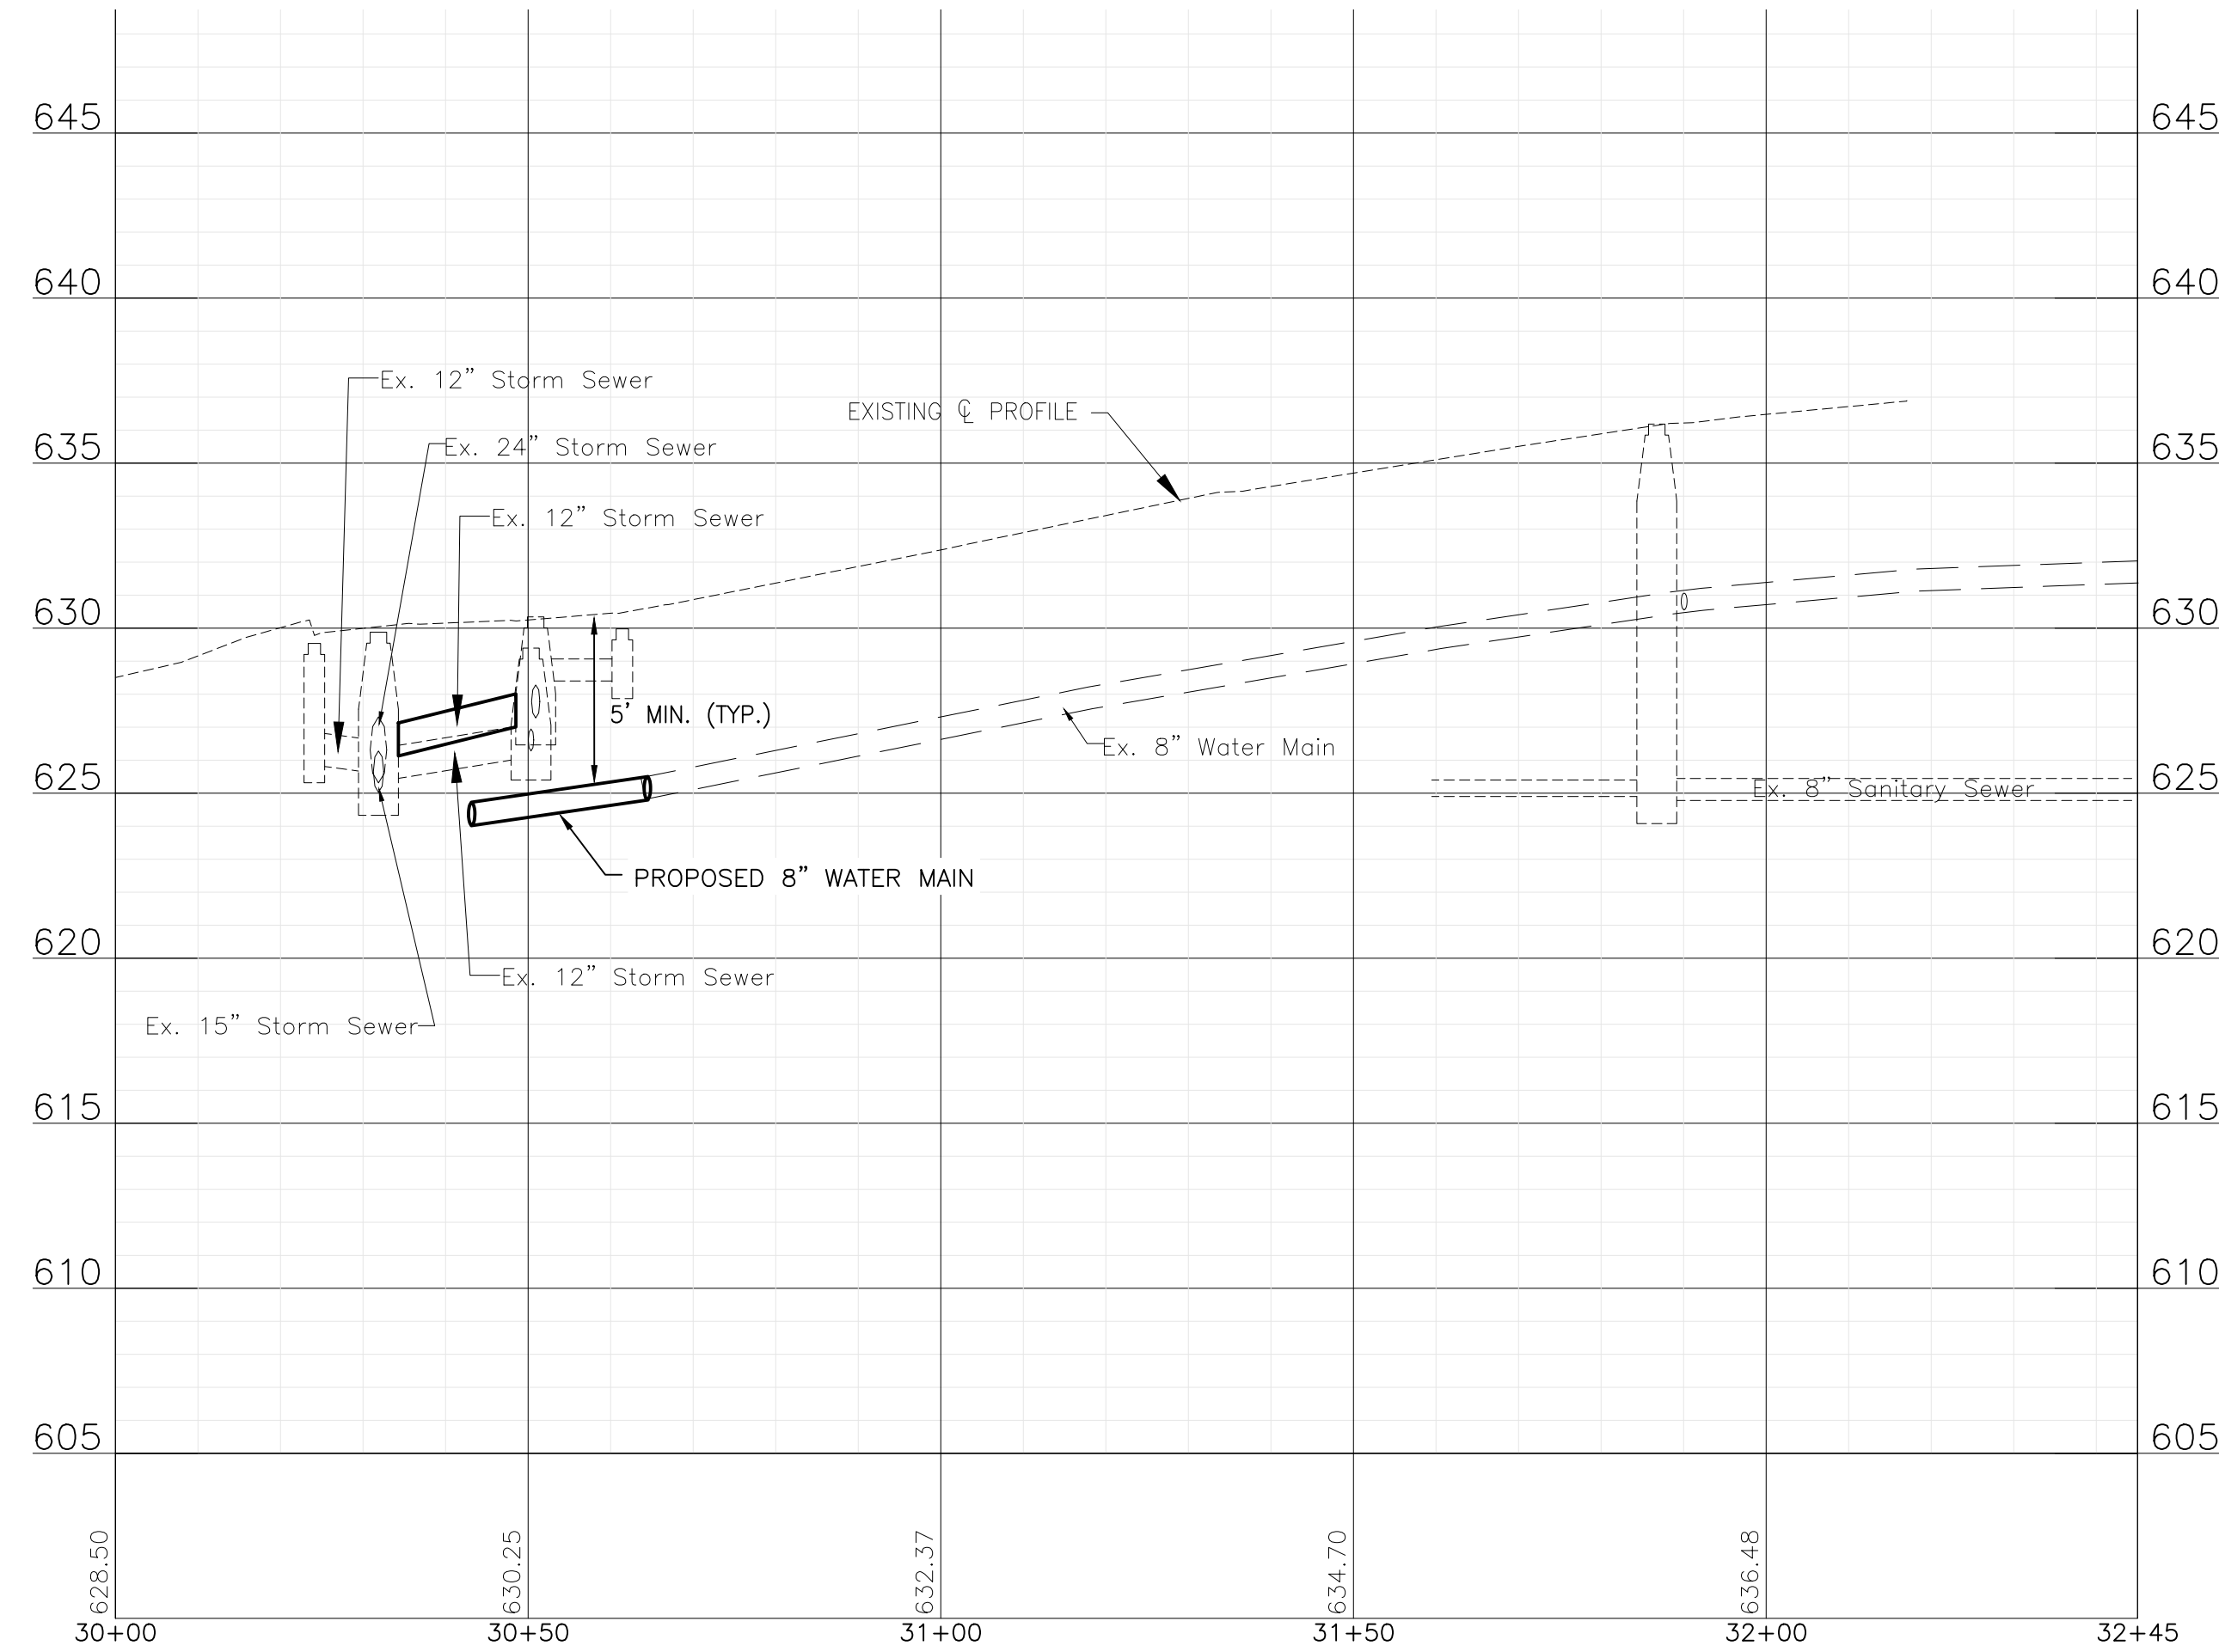 645 645
640 640
Ex. 12” Storm Sewer
EXISTING ℄ PROFILE
Ex. 24” Storm Sewer
635 635
Ex. 12” Storm Sewer
630 630
5’ MIN. (TYP.)
Ex. 8” Water Main
625 625
Ex. 8” Sanitary Sewer
PROPOSED 8” WATER MAIN
620 620
Ex. 12” Storm Sewer
Ex. 15” Storm Sewer
615 615
610 610
605 605
628.50 630.25 632.37 634.70 636.48
30+00 30+50 31+00 31+50 32+00 32+45